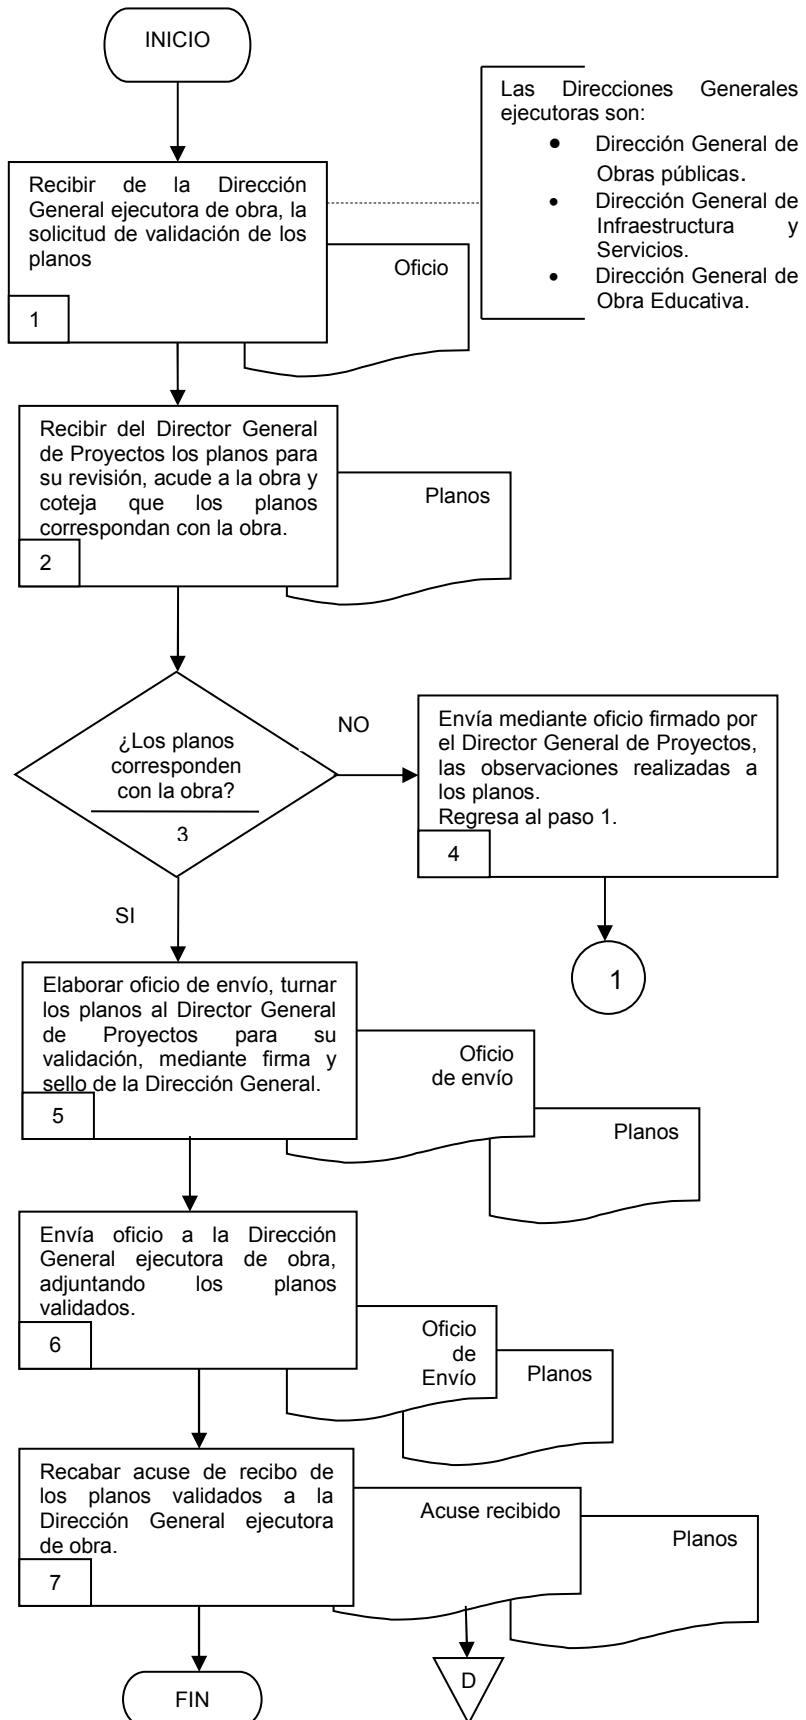 INICIO
Las Direcciones Generales
ejecutoras son:
• Dirección General de
Obras públicas.
• Dirección General de
Infraestructura y
Servicios.
• Dirección General de
Obra Educativa.
Recibir de la Dirección
General ejecutora de obra, la
solicitud de validación de los
planos
1
Oficio
Recibir del Director General
de Proyectos los planos para
su revisión, acude a la obra y
coteja que los planos
correspondan con la obra.
2
Planos
¿Los planos
corresponden
con la obra?
3
NO
Envía mediante oficio firmado por
el Director General de Proyectos,
las observaciones realizadas a
los planos.
Regresa al paso 1.
4
1
SI
Elaborar oficio de envío, turnar
los planos al Director General
de Proyectos para su
validación, mediante firma y
sello de la Dirección General.
5
Oficio
de envío
Planos
Envía oficio a la Dirección
General ejecutora de obra,
adjuntando los planos
validados.
6
Oficio
de
Envío
Planos
Recabar acuse de recibo de
los planos validados a la
Dirección General ejecutora
de obra.
7
Acuse recibido
Planos
FIN
D